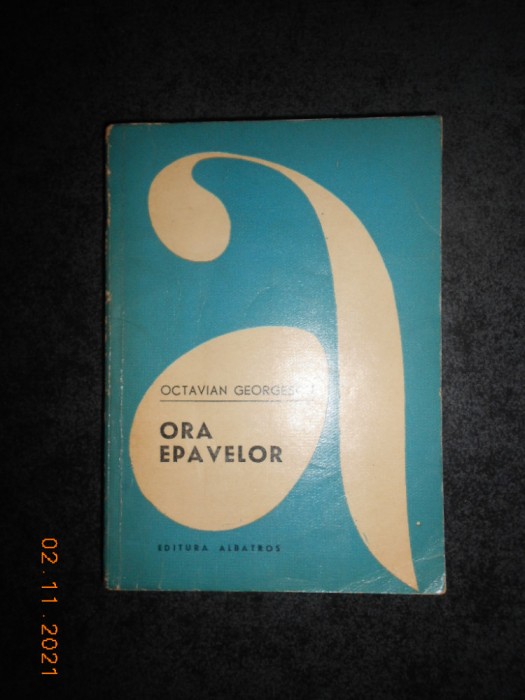 OCTAVIAN GEORGESCU
ORA
EPAVELOR
EDITURA ALBATROS
02.11.2021